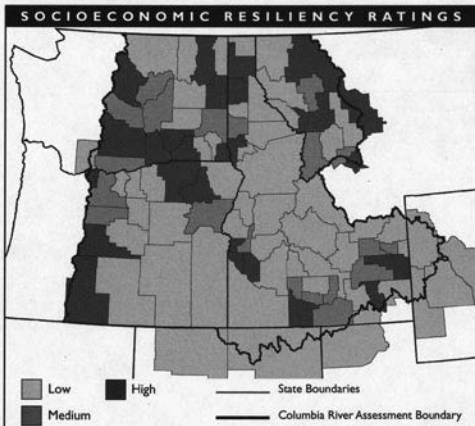 SOCIOECONOMIC RESILIENCY RATINGS
Low
High
State Boundaries
Medium
Columbia River Assessment Boundary